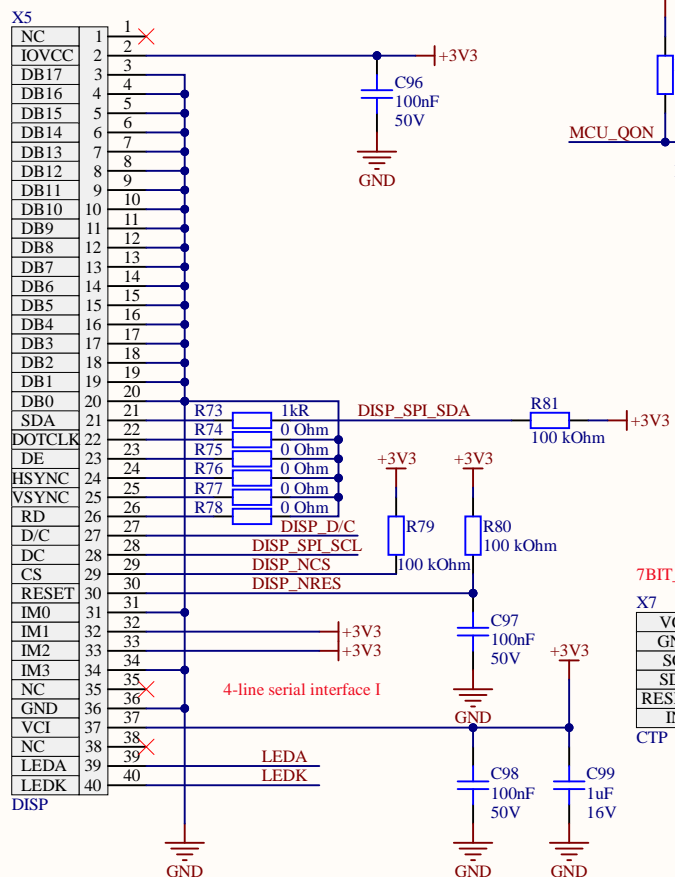 X5
NC 1 1
IOVCC 2 2 +3V3
DB17 3 3
DB16 4 4
DB15 5 5
DB14 6 6
DB13 7 7
DB12 8 8
DB11 9 9
DB10 10 10
DB9 11 11
DB8 12 12
DB7 13 13
DB6 14 14
DB5 15 15
DB4 16 16
DB3 17 17
DB2 18 18
DB1 19 19
DB0 20 20
SDA 21 21 R73 1kR DISP_SPI_SDA R81 100 kOhm +3V3
DOTCLK 22 22 R74 0 Ohm
DE 23 23 R75 0 Ohm
HSYNC 24 24 R76 0 Ohm
VSYNC 25 25 R77 0 Ohm
RD 26 26 R78 0 Ohm
D/C 27 27 DISP_D/C
DC 28 28 DISP_SPI_SCL
CS 29 29 DISP_NCS
RESET 30 30 DISP_NRES
IM0 31 31
IM1 32 32 +3V3
IM2 33 33 +3V3
IM3 34 34
NC 35 35
GND 36 36
VCI 37 37
NC 38 38
LEDA 39 39 LEDA
LEDK 40 40 LEDK
DISP
GND
C96
100nF
50V
GND
MCU_QON
+3V3
R79
100 kOhm
+3V3
R80
100 kOhm
C97
100nF
50V
GND
4-line serial interface I
+3V3
C98
100nF
50V
GND
C99
1uF
16V
GND
7BIT_
X7
CTP